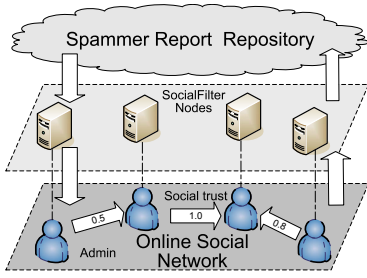 Spammer Report Repository
SocialFilter
Nodes
Social trust
0.5
1.0
0.8
Admin
Online Social
Network